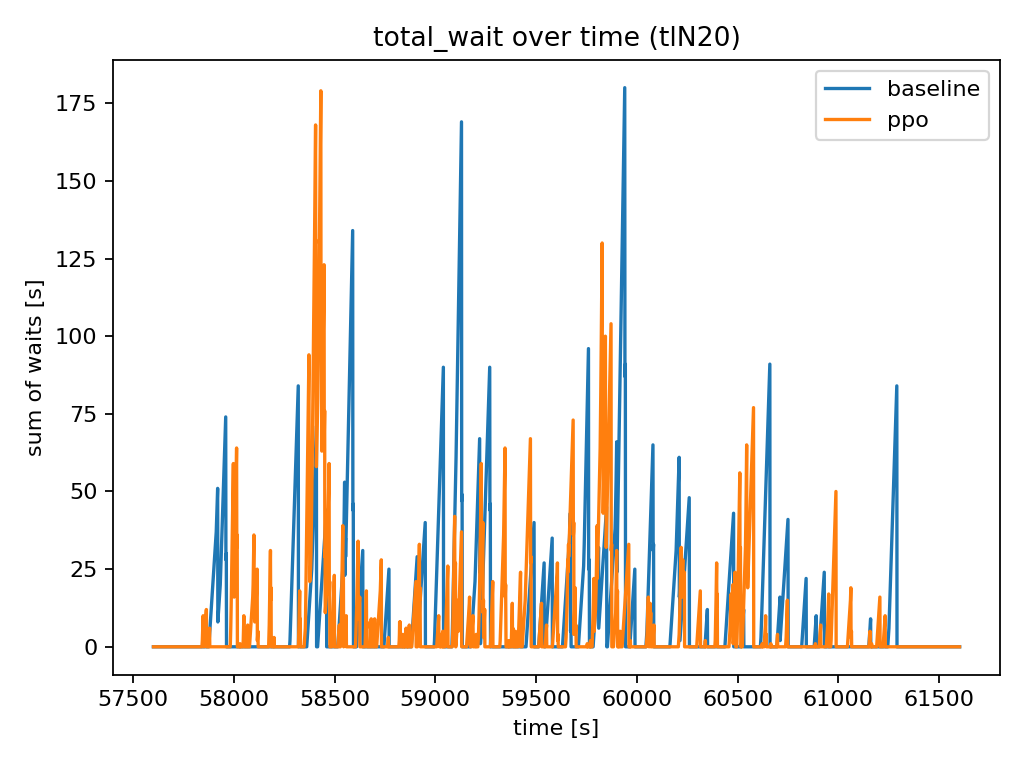 total_wait over time (tlN20)
baseline
ppo
sum of waits [s]
175
150
125
100
75
50
25
0
57500 58000 58500 59000 59500 60000 60500 61000 61500
time [s]